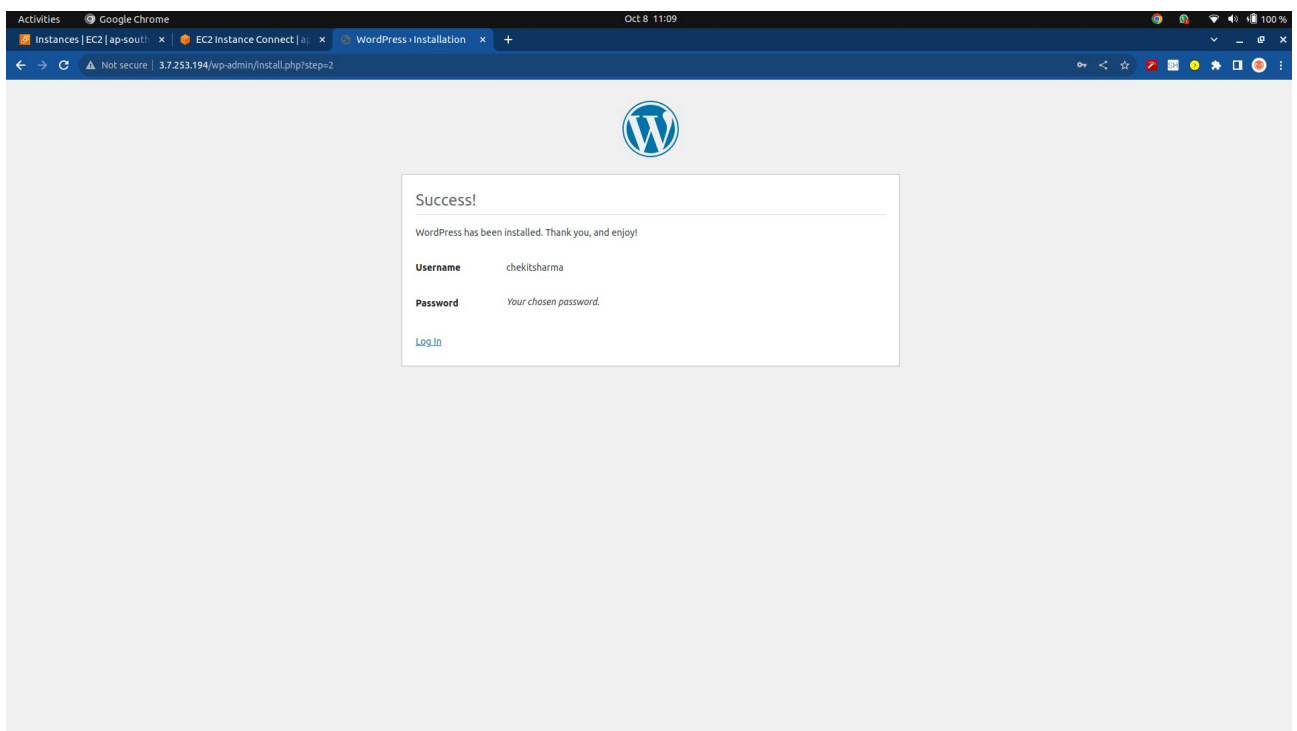 Activities Google Chrome Oct 8 11:09 100 %
Instances | EC2 | ap-south EC2 Instance Connect | ap WordPress › Installation
Not secure | 3.7.253.194/wp-admin/install.php?step=2
SH
W
Success!
WordPress has been installed. Thank you, and enjoy!
Username chekitsharma
Password Your chosen password.
Log In